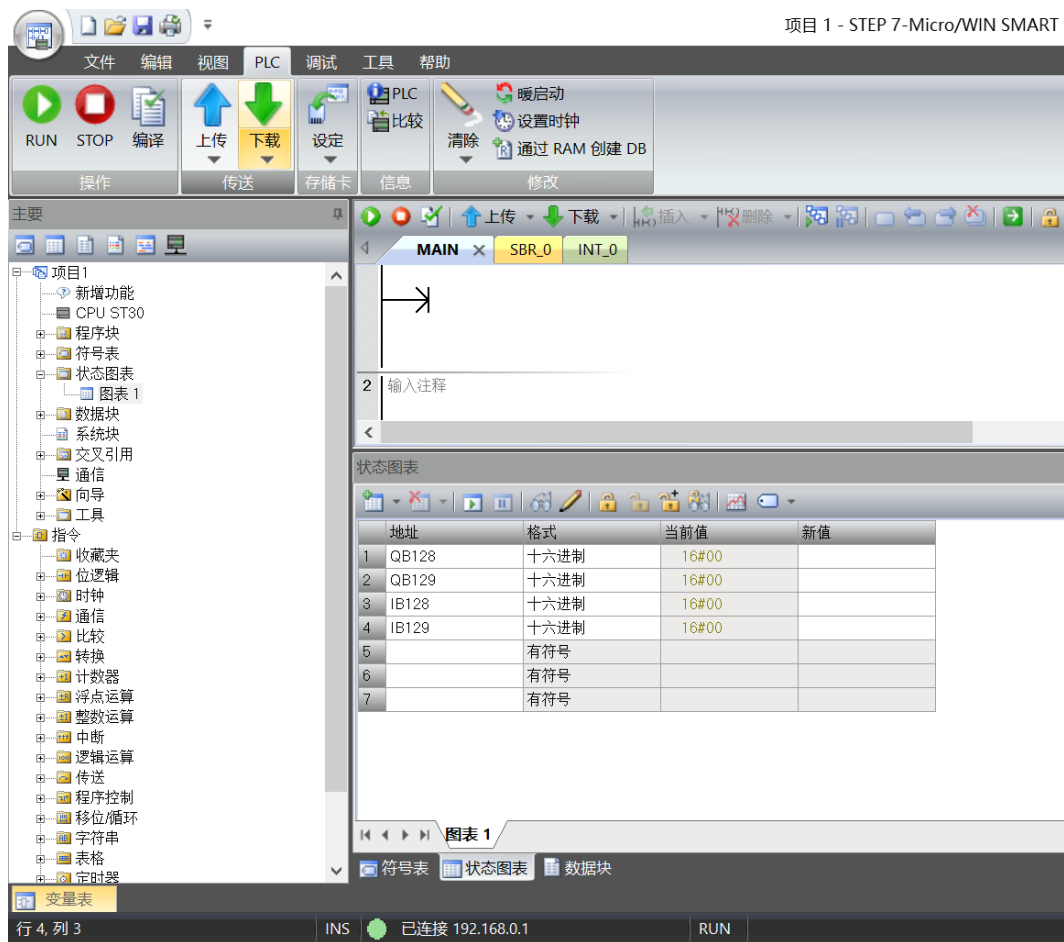 项目 1 - STEP 7-Micro/WIN SMART
文件 编辑 视图 PLC 调试 工具 帮助
RUN STOP 编译 上传 下载 设定 PLC 比较 清除 暖启动 设置时钟 通过 RAM 创建 DB
操作 传送 存储卡 信息 修改
主要
上传 下载 插入 删除
MAIN SBR_0 INT_0
项目1
新增功能
CPU ST30
程序块
符号表
状态图表
图表 1
数据块
系统块
交叉引用
通信
向导
工具
指令
收藏夹
位逻辑
时钟
通信
比较
转换
计数器
浮点运算
整数运算
中断
逻辑运算
传送
程序控制
移位/循环
字符串
表格
定时器
变量表
2 输入注释
状态图表
地址 格式 当前值 新值
1 QB128 十六进制 16#00
2 QB129 十六进制 16#00
3 IB128 十六进制 16#00
4 IB129 十六进制 16#00
5 有符号
6 有符号
7 有符号
图表 1
符号表 状态图表 数据块
行 4, 列 3 INS 已连接 192.168.0.1 RUN